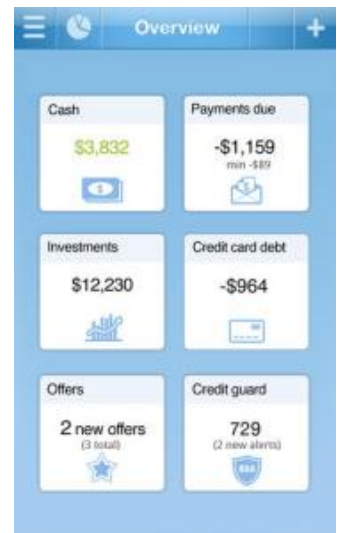 Overview
Cash
$3,832
Payments due
-$1,159
min -$89
Investments
$12,230
Credit card debt
-$964
Offers
2 new offers
(3 total)
Credit guard
729
(2 new alerts)